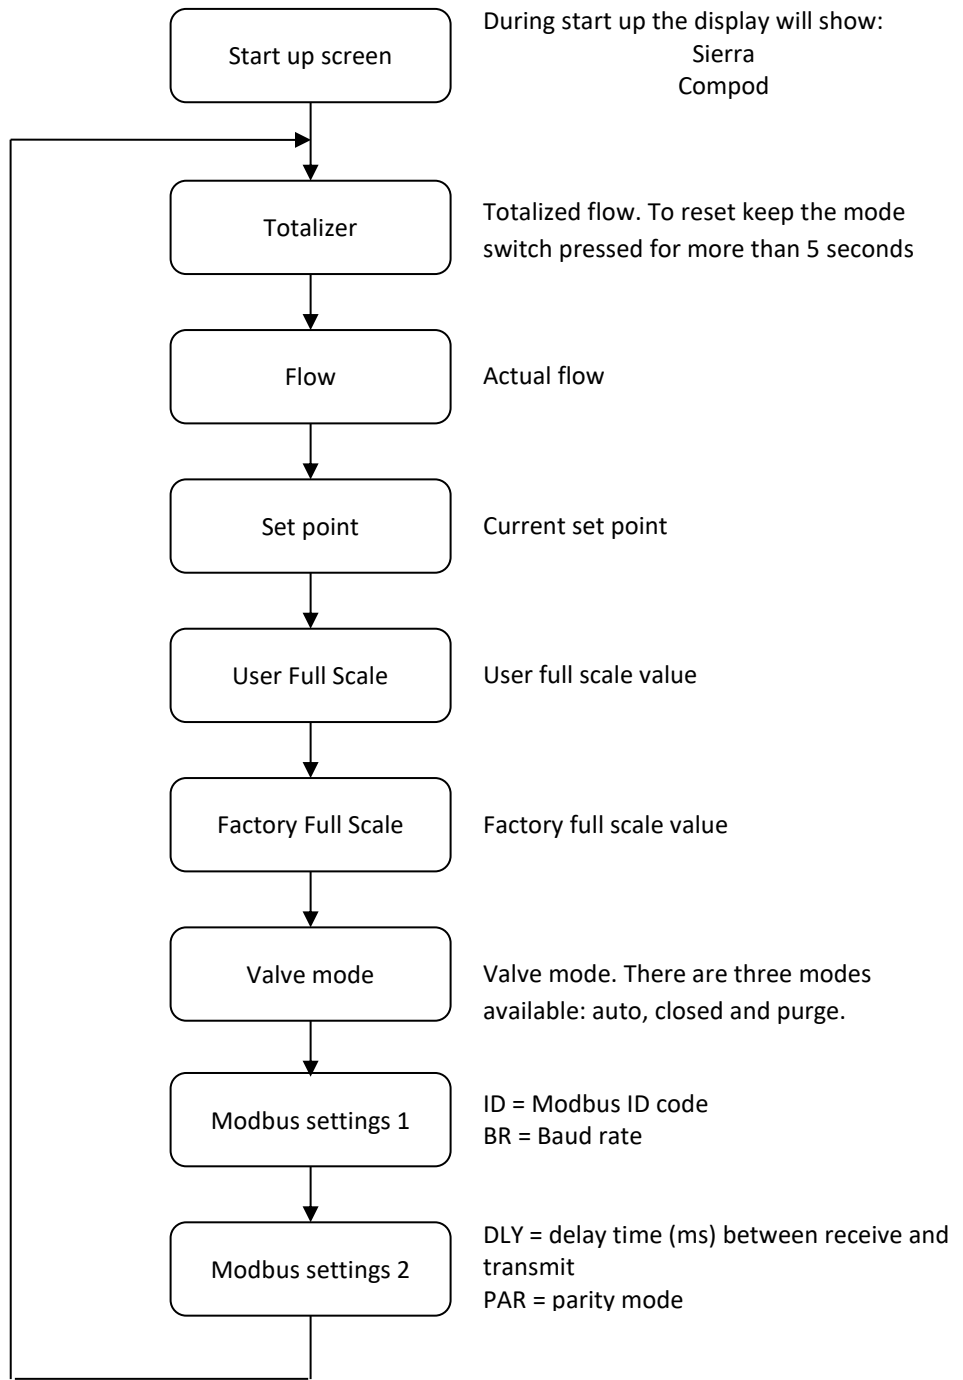 Start up screen
During start up the display will show:
Sierra
Compod
Totalizer
Totalized flow. To reset keep the mode
switch pressed for more than 5 seconds
Flow
Actual flow
Set point
Current set point
User Full Scale
User full scale value
Factory Full Scale
Factory full scale value
Valve mode
Valve mode. There are three modes
available: auto, closed and purge.
Modbus settings 1
ID = Modbus ID code
BR = Baud rate
Modbus settings 2
DLY = delay time (ms) between receive and
transmit
PAR = parity mode